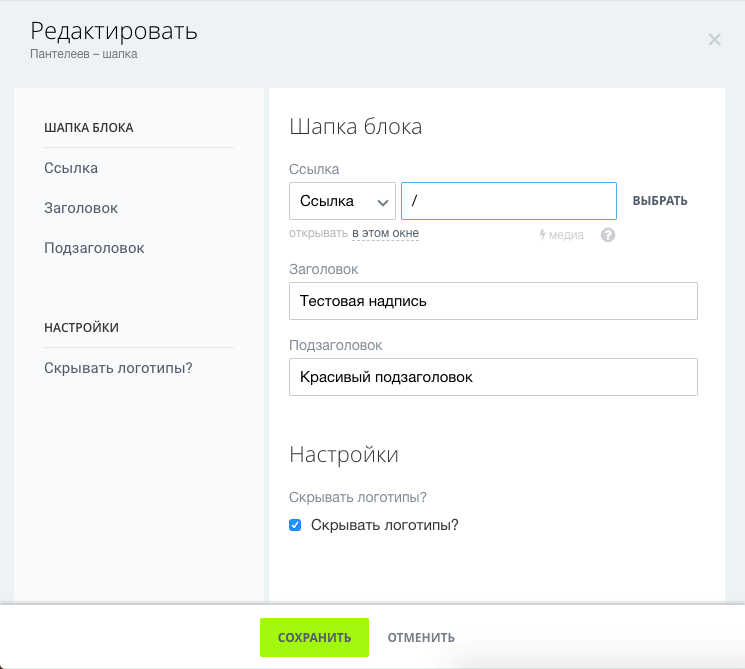 Редактировать
Пантелеев – шапка
ШАПКА БЛОКА
Ссылка
Заголовок
Подзаголовок
НАСТРОЙКИ
Скрывать логотипы?
Шапка блока
Ссылка
Ссылка / ВЫБРАТЬ
открывать в этом окне медиа ?
Заголовок
Тестовая надпись
Подзаголовок
Красивый подзаголовок
Настройки
Скрывать логотипы?
Скрывать логотипы?
СОХРАНИТЬ ОТМЕНИТЬ